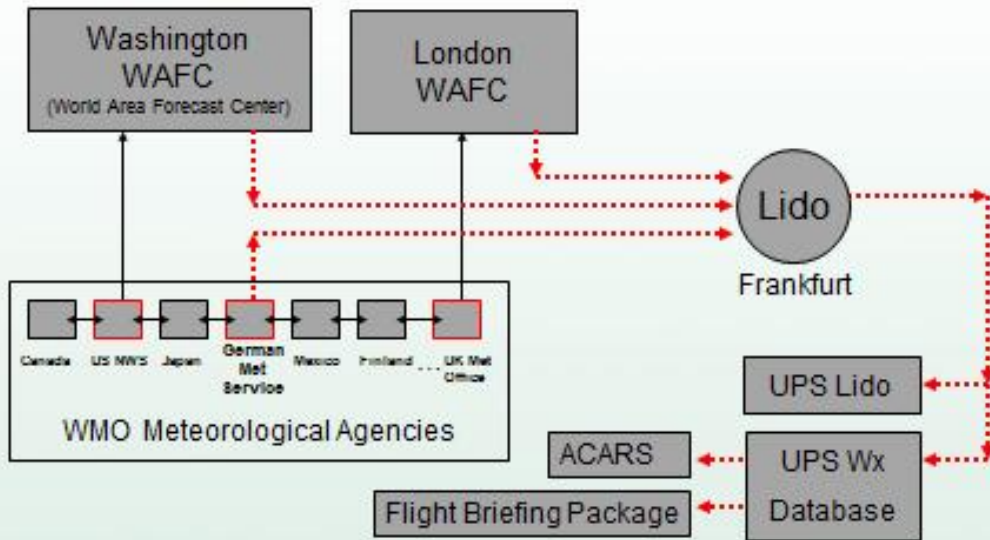 Washington
WAFC
(World Area Forecast Center)
London
WAFC
Lido
Frankfurt
Canada
US NWS
Japan
German
Met
Service
Mexico
Finland
....
UK Met
Office
WMO Meteorological Agencies
UPS Lido
ACARS
UPS Wx
Database
Flight Briefing Package